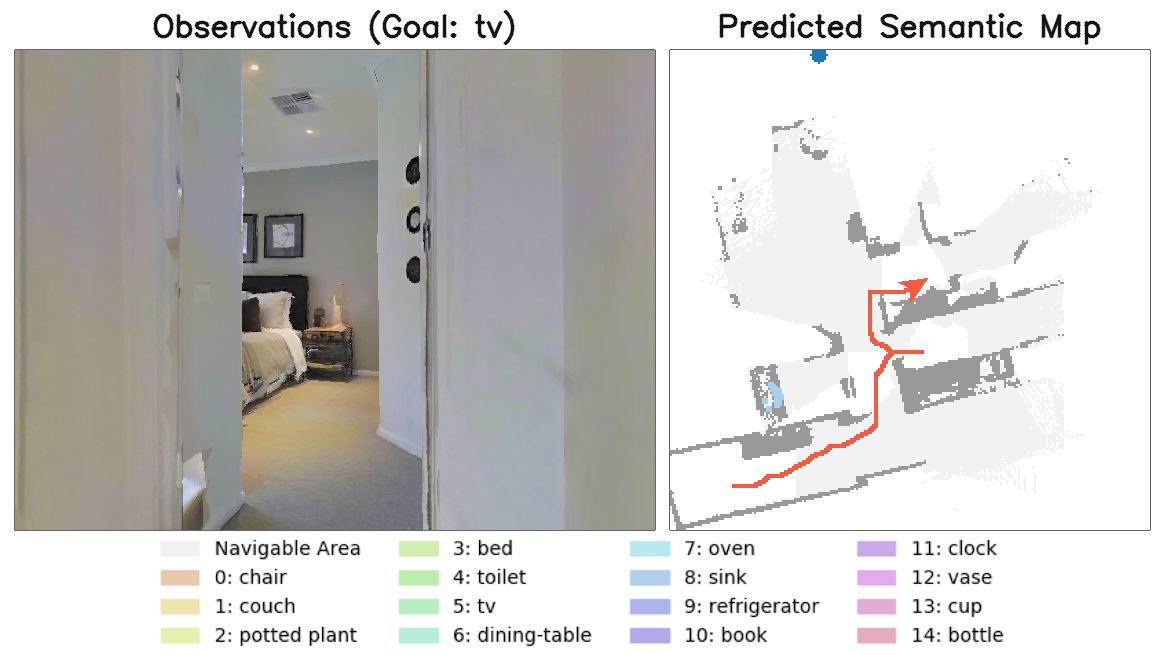 Observations (Goal: tv)
Predicted Semantic Map
Navigable Area
0: chair
1: couch
2: potted plant
3: bed
4: toilet
5: tv
6: dining-table
7: oven
8: sink
9: refrigerator
10: book
11: clock
12: vase
13: cup
14: bottle